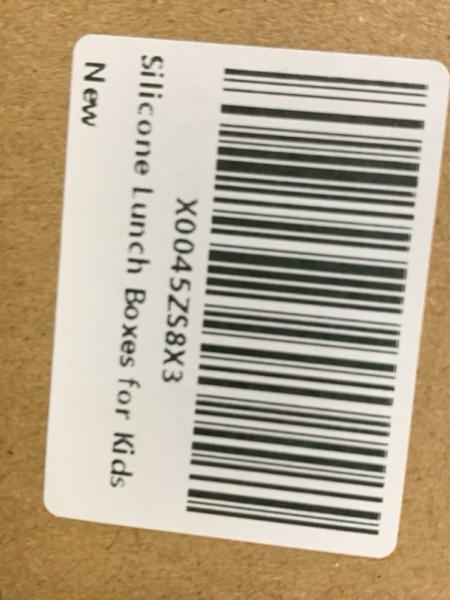 X0045ZS8X3
Silicone Lunch Boxes for Kids
New